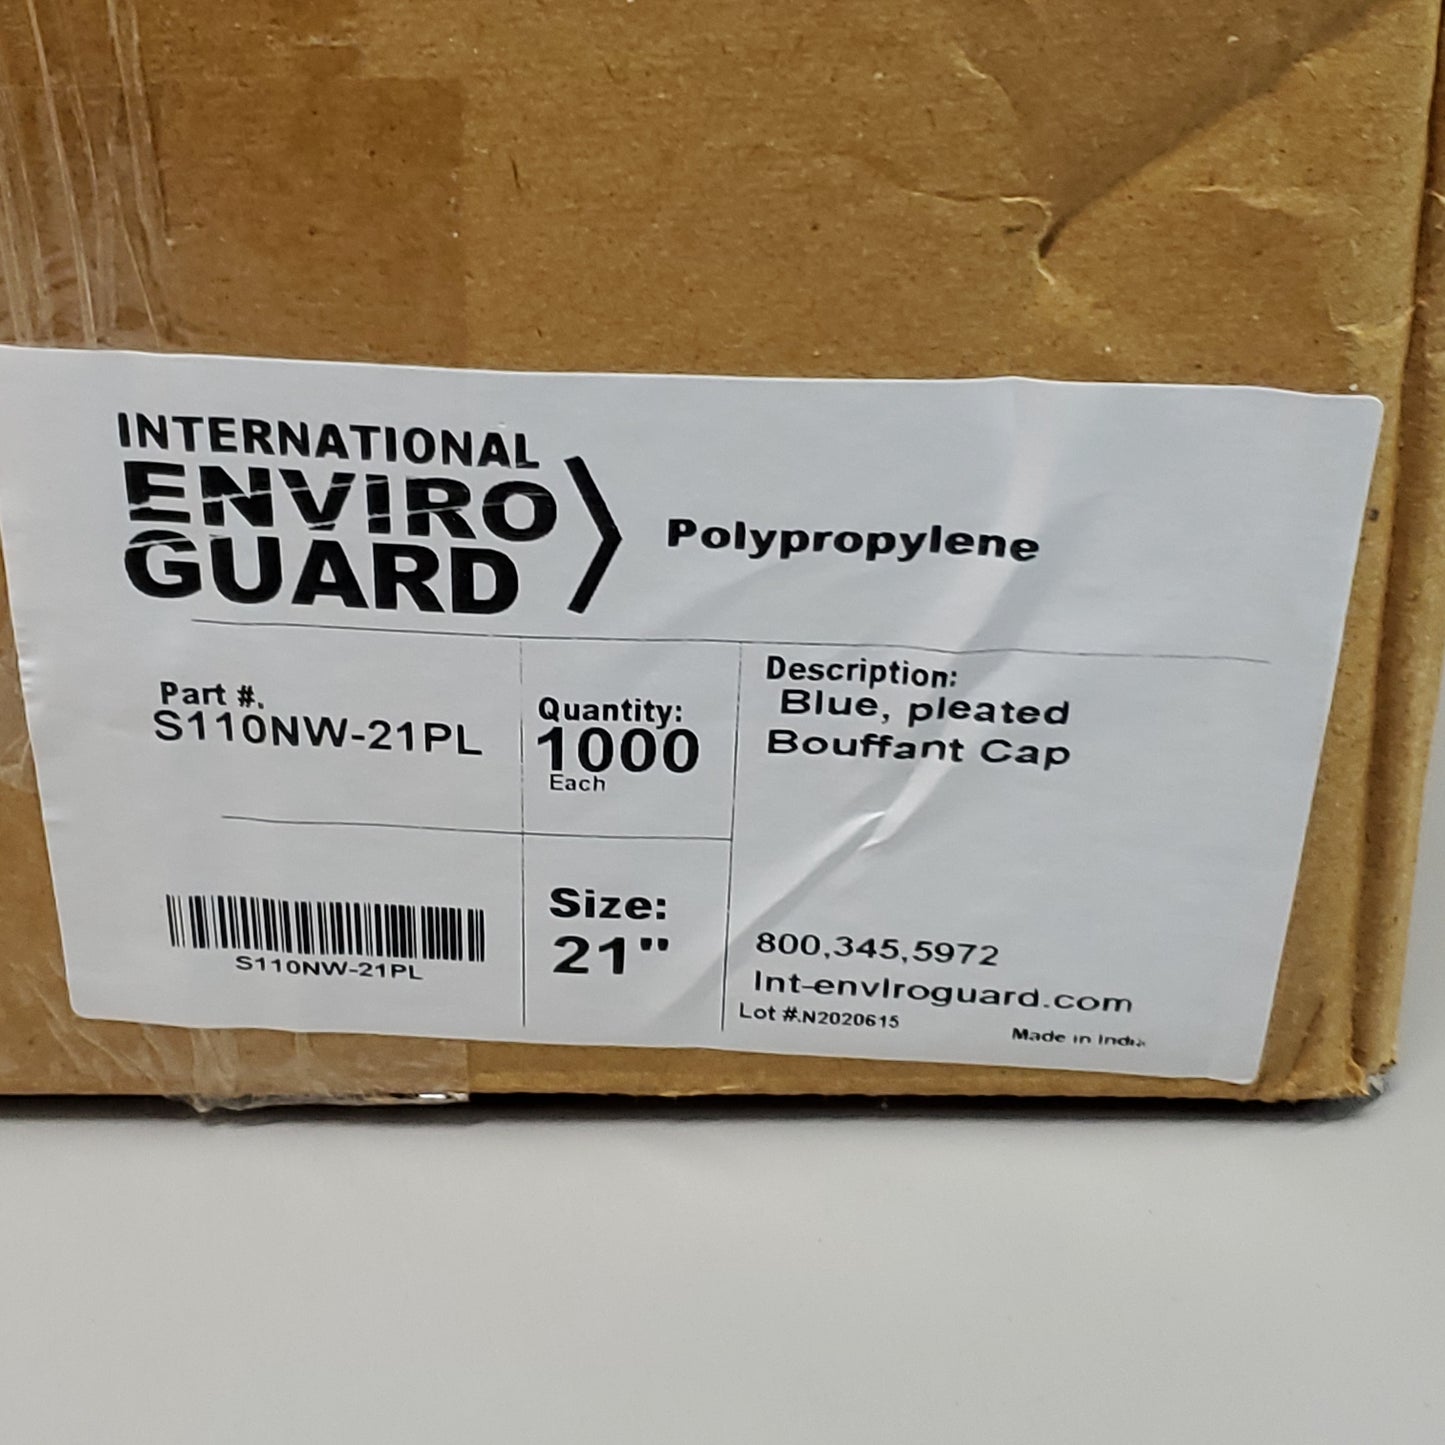 INTERNATIONAL
ENVIRO
GUARD
Polypropylene
Part #.
S110NW-21PL
Quantity:
1000
Each
Description:
Blue, pleated
Bouffant Cap
S110NW-21PL
Size:
21"
800.345.5972
Int-enviroguard.com
Lot #.N2020615
Made in India